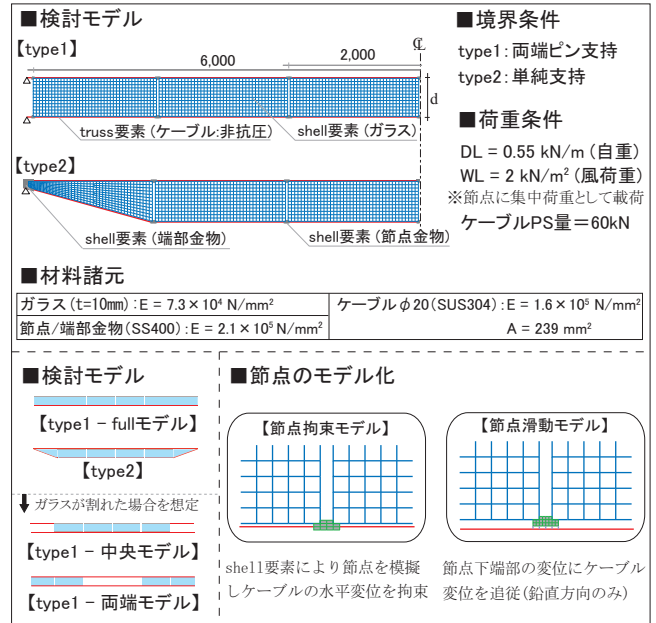 ■検討モデル
【type1】
6,000
2,000
℄
d
truss要素(ケーブル:非抗圧)
shell要素(ガラス)
【type2】
shell要素(端部金物)
shell要素(節点金物)
■境界条件
type1:両端ピン支持
type2:単純支持
■荷重条件
DL = 0.55 kN/m (自重)
WL = 2 kN/m² (風荷重)
※節点に集中荷重として載荷
ケーブルPS量=60kN
■材料諸元
ガラス(t=10mm):E = 7.3×10⁴ N/mm²
節点/端部金物(SS400):E = 2.1×10⁵ N/mm²
ケーブルφ20(SUS304):E = 1.6×10⁵ N/mm²
A = 239 mm²
■検討モデル
【type1 - fullモデル】
【type2】
ガラスが割れた場合を想定
【type1 - 中央モデル】
【type1 - 両端モデル】
■節点のモデル化
【節点拘束モデル】
shell要素により節点を模擬
しケーブルの水平変位を拘束
【節点滑動モデル】
節点下端部の変位にケーブル
変位を追従(鉛直方向のみ)